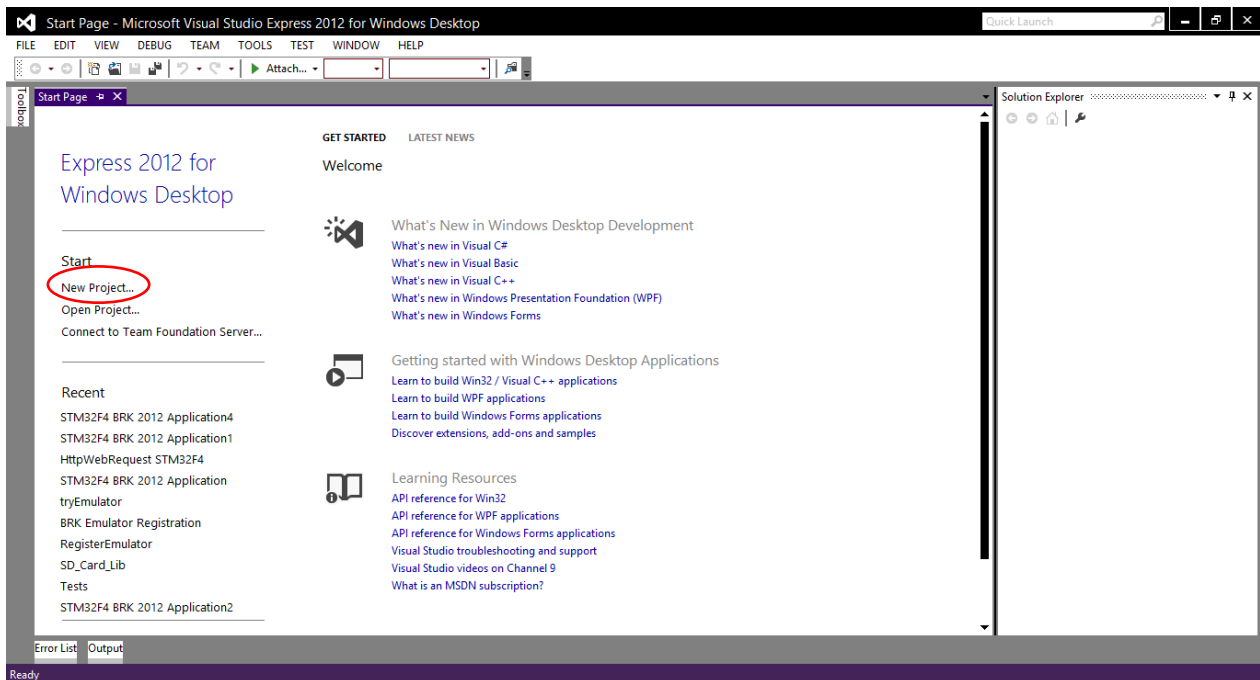 Start Page - Microsoft Visual Studio Express 2012 for Windows Desktop
Quick Launch
FILE EDIT VIEW DEBUG TEAM TOOLS TEST WINDOW HELP
Attach...
Toolbox
Start Page
Solution Explorer
GET STARTED LATEST NEWS
Welcome
Express 2012 for
Windows Desktop
Start
New Project...
Open Project...
Connect to Team Foundation Server...
Recent
STM32F4 BRK 2012 Application4
STM32F4 BRK 2012 Application1
HttpWebRequest STM32F4
STM32F4 BRK 2012 Application
tryEmulator
BRK Emulator Registration
RegisterEmulator
SD_Card_Lib
Tests
STM32F4 BRK 2012 Application2
What's New in Windows Desktop Development
What's new in Visual C#
What's new in Visual Basic
What's new in Visual C++
What's new in Windows Presentation Foundation (WPF)
What's new in Windows Forms
Getting started with Windows Desktop Applications
Learn to build Win32 / Visual C++ applications
Learn to build WPF applications
Learn to build Windows Forms applications
Discover extensions, add-ons and samples
Learning Resources
API reference for Win32
API reference for WPF applications
API reference for Windows Forms applications
Visual Studio troubleshooting and support
Visual Studio videos on Channel 9
What is an MSDN subscription?
Error List Output
Ready